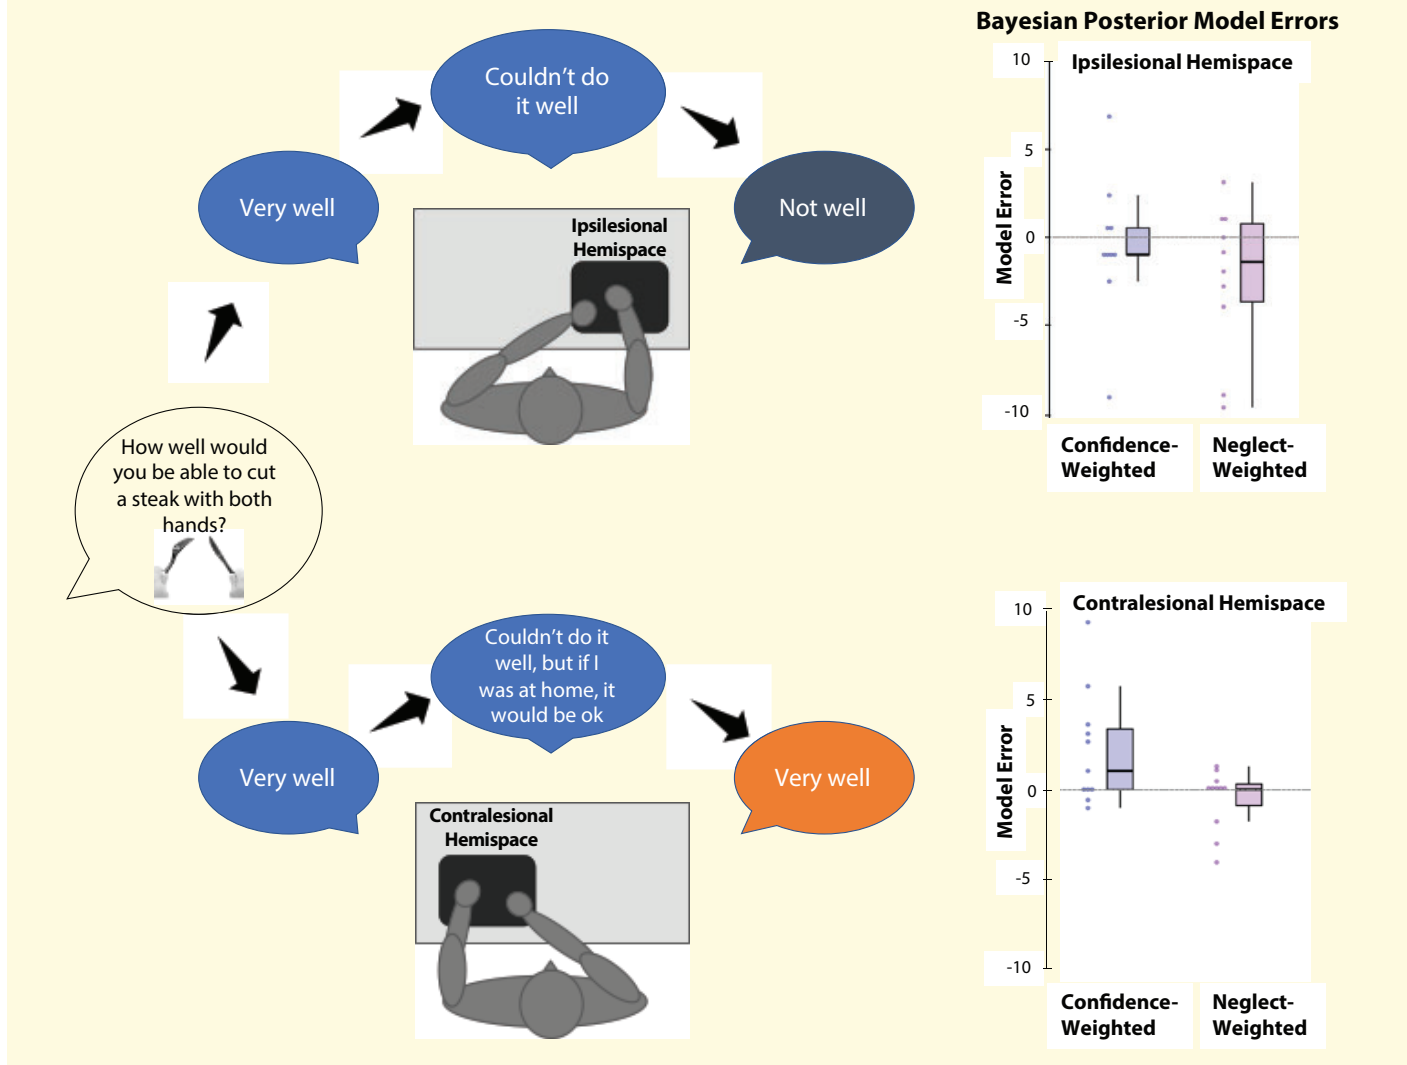 Bayesian Posterior Model Errors
How well would
you be able to cut
a steak with both
hands?
Very well
Couldn’t do
it well
Not well
Ipsilesional
Hemispace
Very well
Couldn’t do it
well, but if I
was at home, it
would be ok
Very well
Contralesional
Hemispace
Ipsilesional Hemispace
Model Error
10
5
0
-5
-10
Confidence-
Weighted
Neglect-
Weighted
Contralesional Hemispace
Model Error
10
5
0
-5
-10
Confidence-
Weighted
Neglect-
Weighted